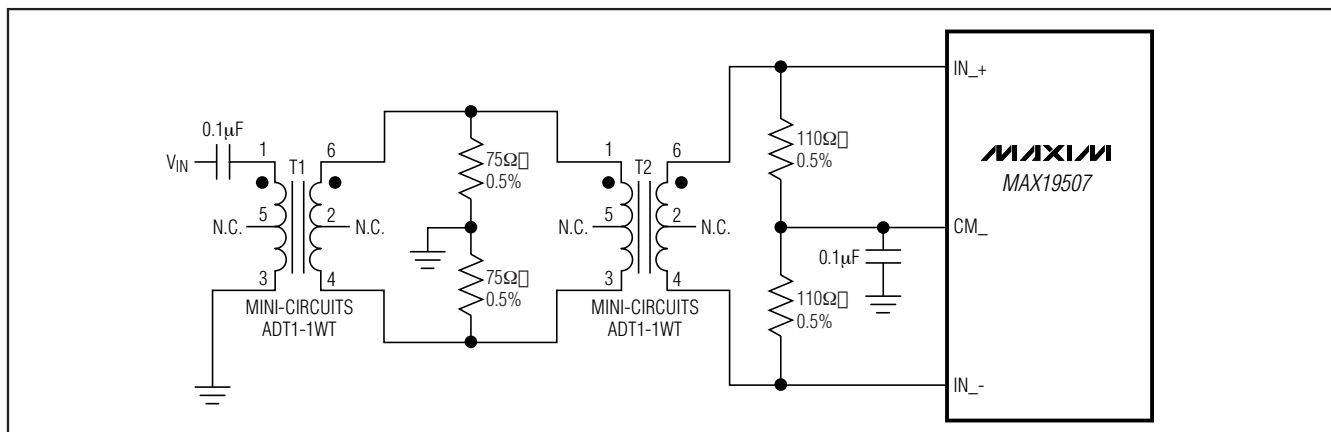 0.1μF
V_IN
1
T1
6
5
2
N.C.
N.C.
3
4
MINI-CIRCUITS
ADT1-1WT
75Ω
0.5%
75Ω
0.5%
1
T2
6
5
2
N.C.
N.C.
3
4
MINI-CIRCUITS
ADT1-1WT
110Ω
0.5%
110Ω
0.5%
0.1μF
IN_+
MAXIM
MAX19507
CM_
IN_-